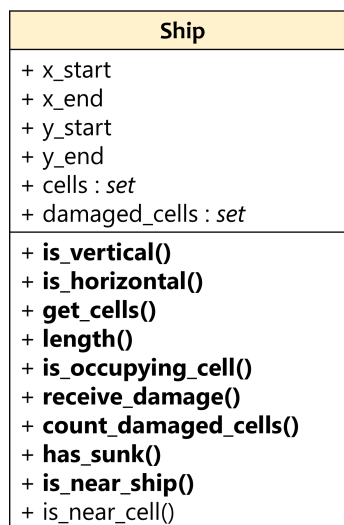 Ship
+ x_start
+ x_end
+ y_start
+ y_end
+ cells : set
+ damaged_cells : set
+ is_vertical()
+ is_horizontal()
+ get_cells()
+ length()
+ is_occupying_cell()
+ receive_damage()
+ count_damaged_cells()
+ has_sunk()
+ is_near_ship()
+ is_near_cell()